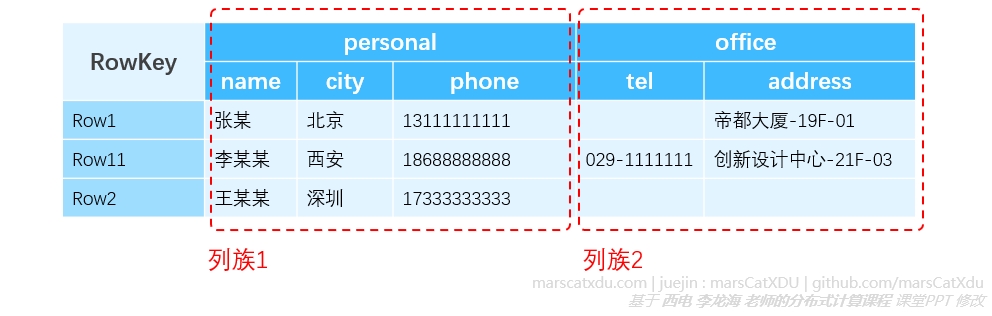 personal office
RowKey
name city phone tel address
Row1 张某 北京 13111111111 帝都大厦-19F-01
Row11 李某某 西安 18688888888 029-1111111 创新设计中心-21F-03
Row2 王某某 深圳 17333333333
列族1 列族2
marscatxdu.com | juejin : marsCatXDU | github.com/marsCatXdu
基于 西电 李龙海 老师的分布式计算课程 课堂PPT 修改